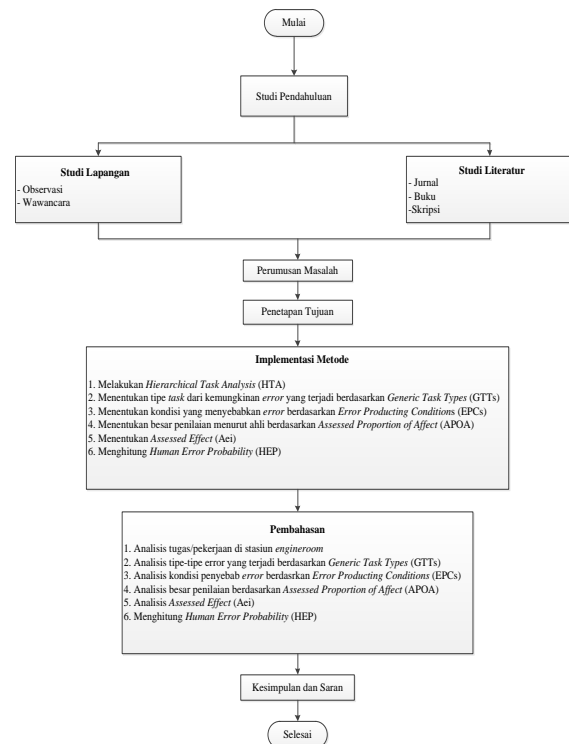 Mulai
Studi Pendahuluan
Studi Lapangan
- Observasi
- Wawancara
Studi Literatur
- Jurnal
- Buku
-Skripsi
Perumusan Masalah
Penetapan Tujuan
Implementasi Metode
1. Melakukan Hierarchical Task Analysis (HTA)
2. Menentukan tipe task dari kemungkinan error yang terjadi berdasarkan Generic Task Types (GTTs)
3. Menentukan kondisi yang menyebabkan error berdasarkan Error Producting Conditions (EPCs)
4. Menentukan besar penilaian menurut ahli berdasarkan Assessed Proportion of Affect (APOA)
5. Menentukan Assessed Effect (Aei)
6. Menghitung Human Error Probability (HEP)
Pembahasan
1. Analisis tugas/pekerjaan di stasiun engineroom
2. Analisis tipe-tipe error yang terjadi berdasarkan Generic Task Types (GTTs)
3. Analisis kondisi penyebab error berdasrkan Error Producting Conditions (EPCs)
4. Analisis besar penilaian berdasarkan Assessed Proportion of Affect (APOA)
5. Analisis Assessed Effect (Aei)
6. Menghitung Human Error Probability (HEP)
Kesimpulan dan Saran
Selesai